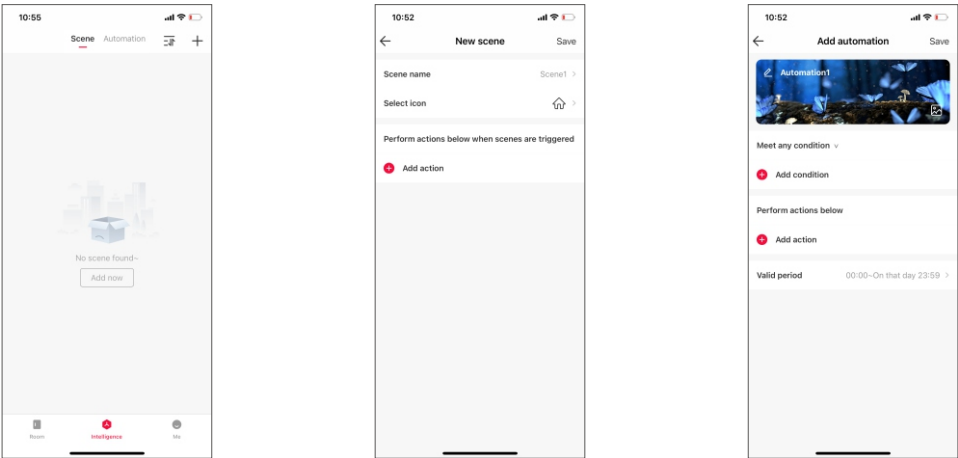 10:55
Scene Automation
No scene found~
Add now
Room Intelligence Me
10:52
New scene Save
Scene name Scene1 >
Select icon >
Perform actions below when scenes are triggered
Add action
10:52
Add automation Save
Automation1
Meet any condition
Add condition
Perform actions below
Add action
Valid period 00:00~On that day 23:59 >